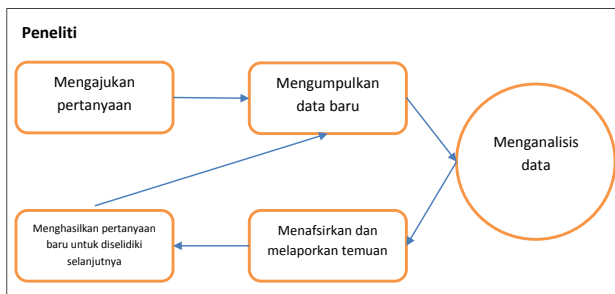 Peneliti
Mengajukan
pertanyaan
Mengumpulkan
data baru
Menganalisis
data
Menafsirkan dan
melaporkan temuan
Menghasilkan pertanyaan
baru untuk diselidiki
selanjutnya